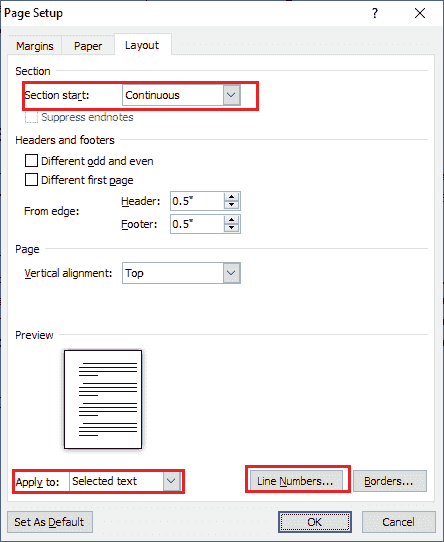 Page Setup ? ×
Margins Paper Layout
Section
Section start: Continuous
Suppress endnotes
Headers and footers
Different odd and even
Different first page
From edge: Header: 0.5"
Footer: 0.5"
Page
Vertical alignment: Top
Preview
Apply to: Selected text Line Numbers... Borders...
Set As Default OK Cancel